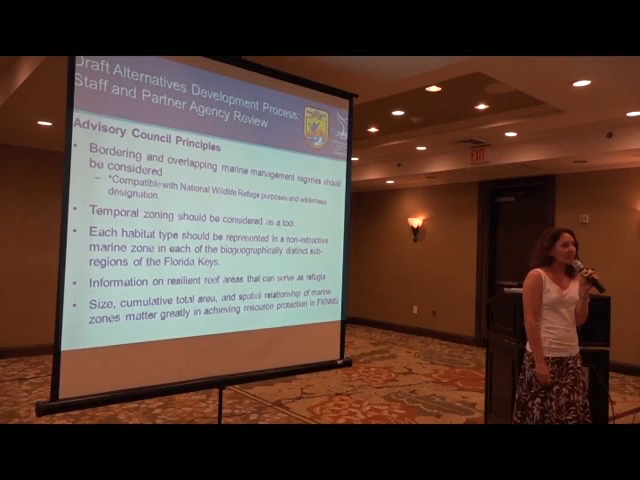 Draft Alternatives Development Process:
Staff and Partner Agency Review
Advisory Council Principles
• Bordering and overlapping marine management regimes should
be considered
– "Compatible with National Wildlife Refuge purposes and wilderness
designation.
• Temporal zoning should be considered as a tool.
• Each habitat type should be represented in a non-extractive
marine zone in each of the biogeographically distinct sub-
regions of the Florida Keys.
• Information on resilient reef areas that can serve as refugia
• Size, cumulative total area, and spatial relationship of marine
zones matter greatly in achieving resource protection in FKNMS
EXIT